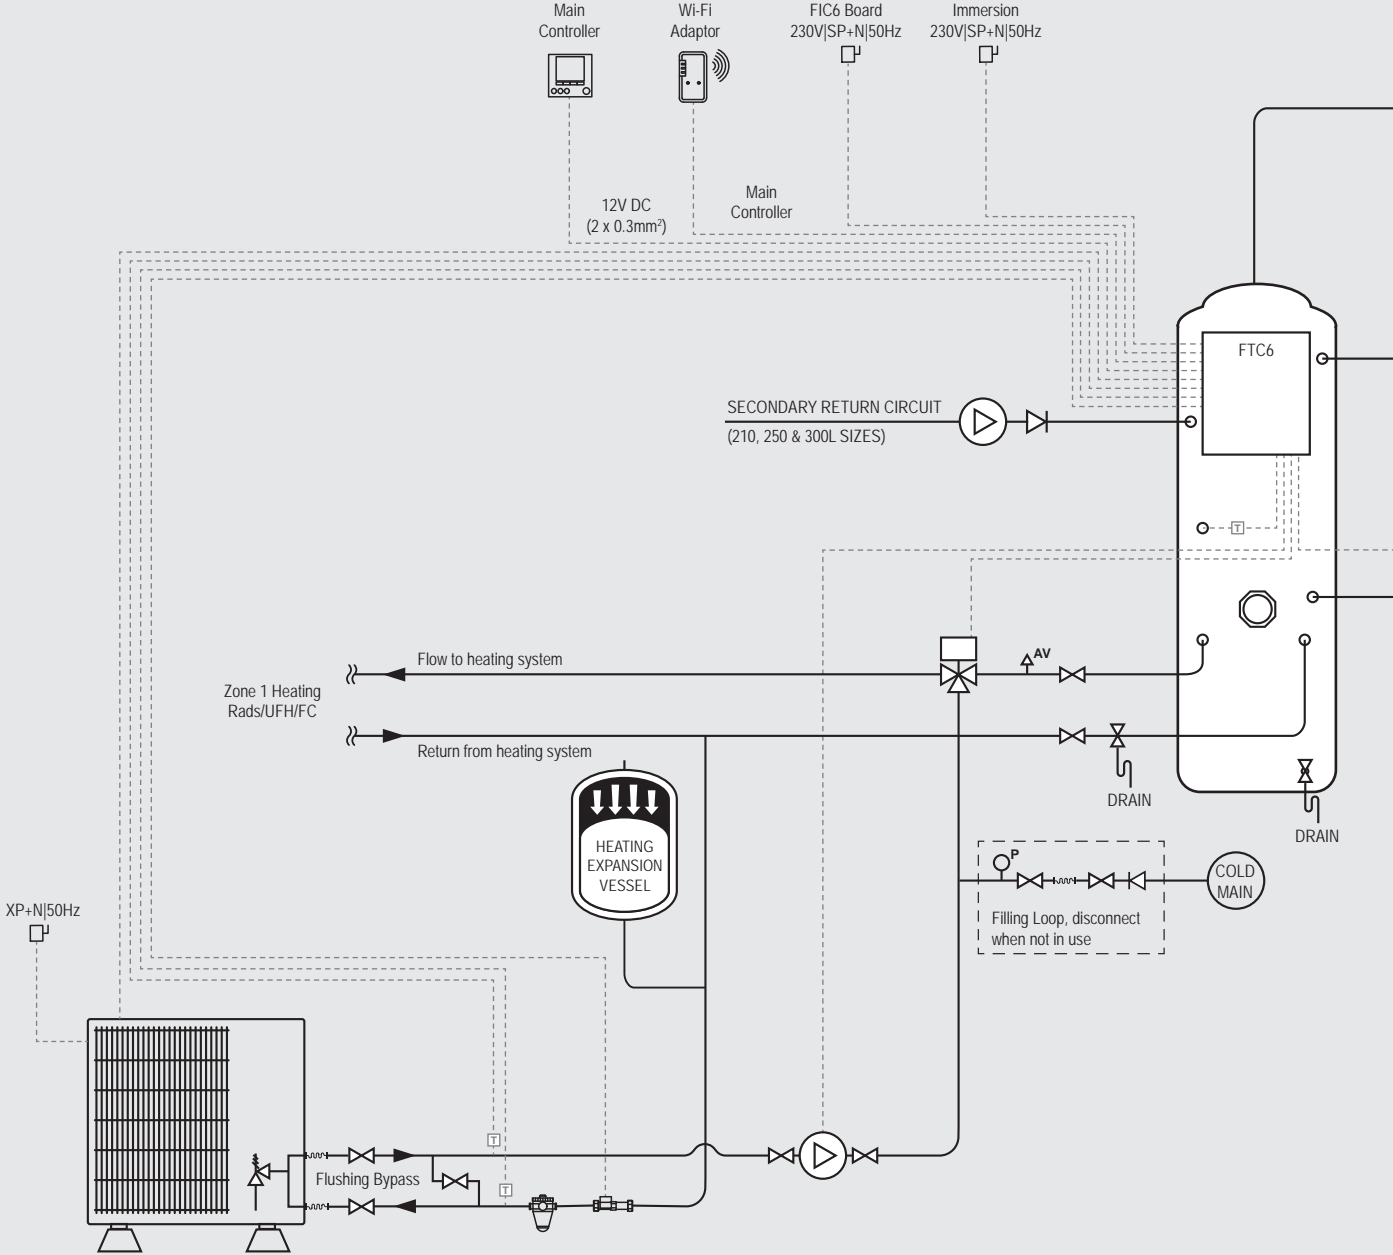 Main
Controller
Wi-Fi
Adaptor
FIC6 Board
230V|SP+N|50Hz
Immersion
230V|SP+N|50Hz
12V DC
(2 x 0.3mm²)
Main
Controller
FTC6
SECONDARY RETURN CIRCUIT
(210, 250 & 300L SIZES)
T
Flow to heating system
AV
Zone 1 Heating
Rads/UFH/FC
Return from heating system
DRAIN
DRAIN
HEATING
EXPANSION
VESSEL
P
COLD
MAIN
Filling Loop, disconnect
when not in use
XP+N|50Hz
T
Flushing Bypass
T